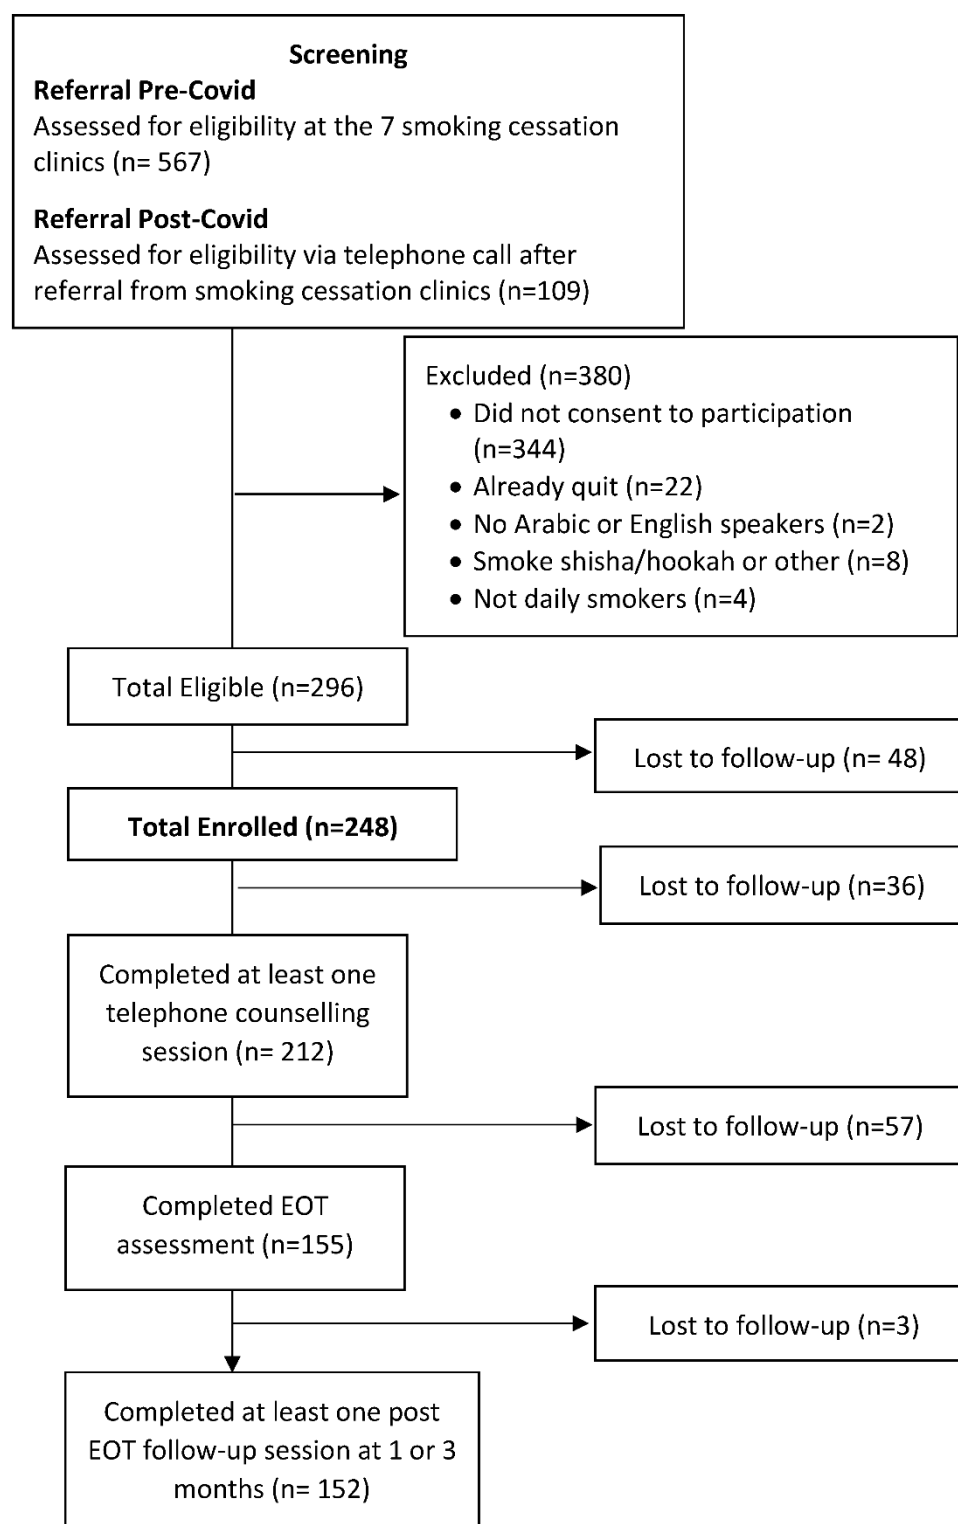 Screening
Referral Pre-Covid
Assessed for eligibility at the 7 smoking cessation
clinics (n= 567)
Referral Post-Covid
Assessed for eligibility via telephone call after
referral from smoking cessation clinics (n=109)
Excluded (n=380)
• Did not consent to participation
(n=344)
• Already quit (n=22)
• No Arabic or English speakers (n=2)
• Smoke shisha/hookah or other (n=8)
• Not daily smokers (n=4)
Total Eligible (n=296)
Lost to follow-up (n= 48)
Total Enrolled (n=248)
Lost to follow-up (n=36)
Completed at least one
telephone counselling
session (n= 212)
Lost to follow-up (n=57)
Completed EOT
assessment (n=155)
Lost to follow-up (n=3)
Completed at least one post
EOT follow-up session at 1 or 3
months (n= 152)